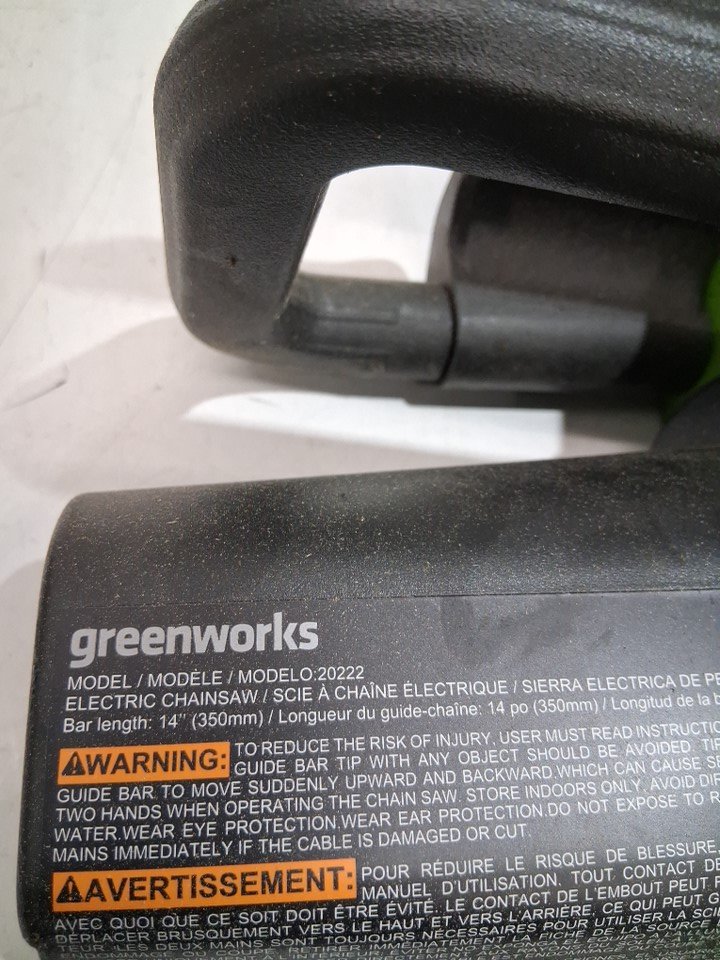 greenworks
MODEL / MODÈLE / MODELO:20222
ELECTRIC CHAINSAW / SCIE À CHAÎNE ÉLECTRIQUE / SIERRA ELECTRICA DE
Bar length: 14" (350mm) / Longueur du guide-chaîne: 14 po (350mm) / Longitud de la
WARNING: TO REDUCE THE RISK OF INJURY, USER MUST READ
GUIDE BAR TIP WITH ANY OBJECT SHOULD BE AVOIDED.
GUIDE BAR TO MOVE SUDDENLY UPWARD AND BACKWARD.WHICH CAN CAUSE
TWO HANDS WHEN OPERATING THE CHAIN SAW. STORE INDOORS ONLY. AVOID
WATER.WEAR EYE PROTECTION.WEAR EAR PROTECTION.DO NOT EXPOSE TO
MAINS IMMEDIATELY IF THE CABLE IS DAMAGED OR CUT.
AVERTISSEMENT: POUR RÉDUIRE LE RISQUE DE BLESSURE,
MANUEL D'UTILISATION. TOUT CONTACT
AVEC QUOI QUE CE SOIT DOIT ÊTRE ÉVITÉ. LE CONTACT DE L'EMBOUT PEUT
DÉPLACER BRUSQUEMENT VERS LE HAUT ET VERS L'ARRIÈRE, CE QUI PEUT
LES DEUX MAINS SONT TOUJOURS NÉCESSAIRES POUR UTILISER LA